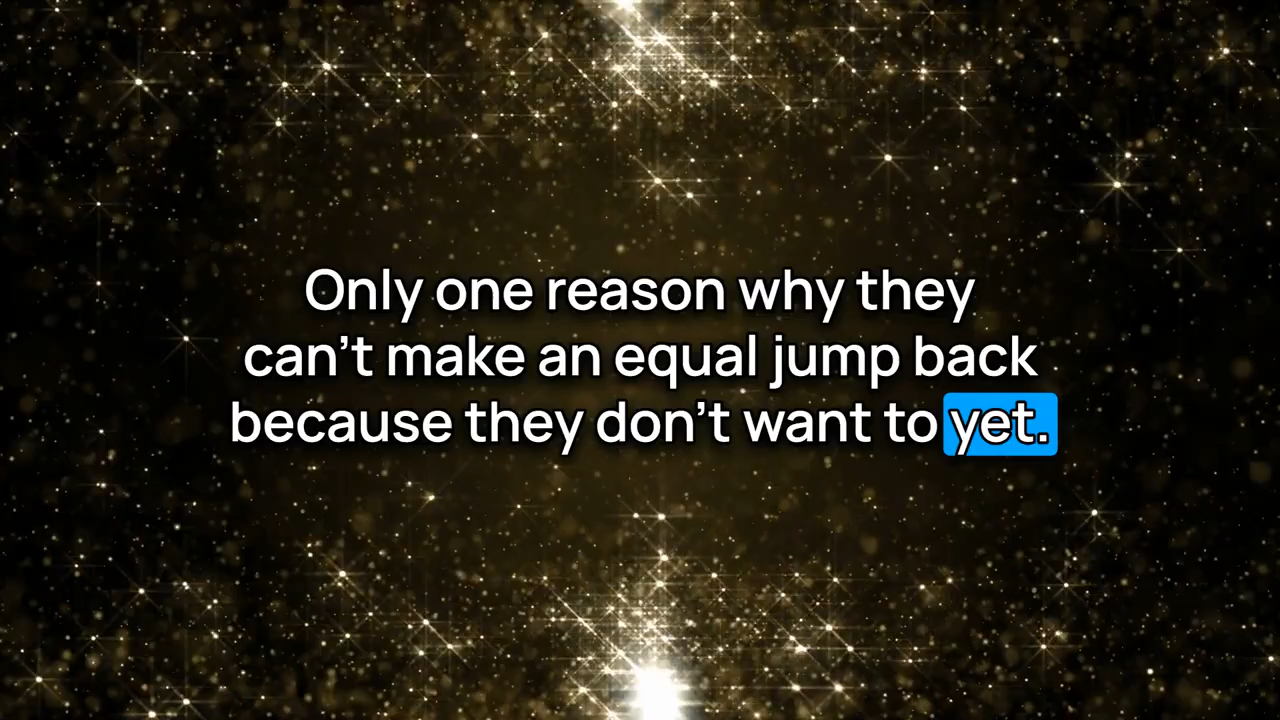 Only one reason why they
can’t make an equal jump back
because they don’t want to yet.